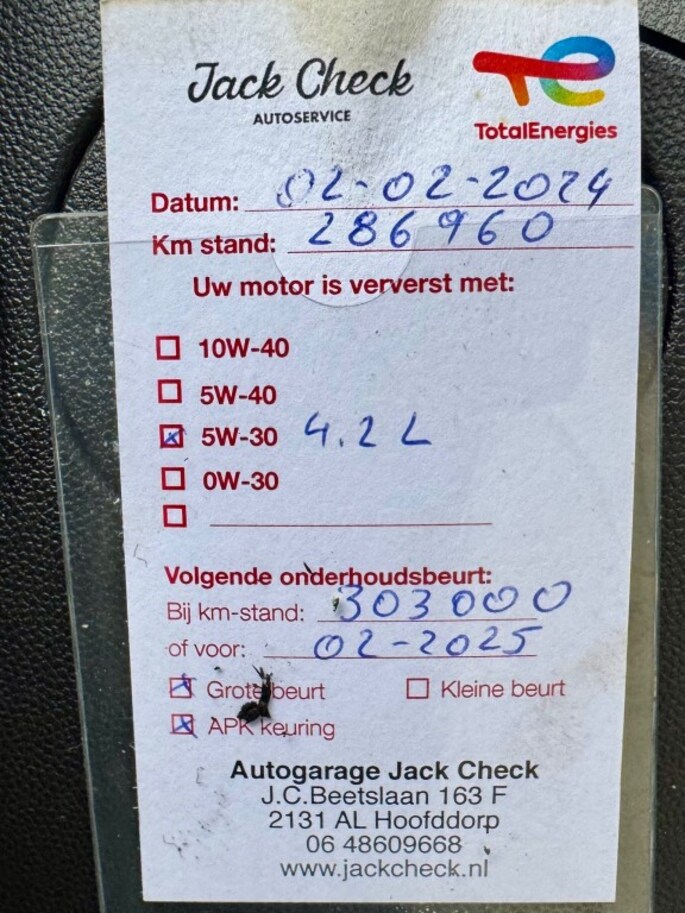 Jack Check
AUTOSERVICE
TotalEnergies
Datum: 02-02-2024
Km stand: 286960
Uw motor is ververst met:
10W-40
5W-40
5W-30 4.2 L
0W-30
Volgende onderhoudsbeurt:
Bij km-stand: 303000
of voor: 02-2025
Grote beurt Kleine beurt
APK keuring
Autogarage Jack Check
J.C.Beetslaan 163 F
2131 AL Hoofddorp
06 48609668
www.jackcheck.nl